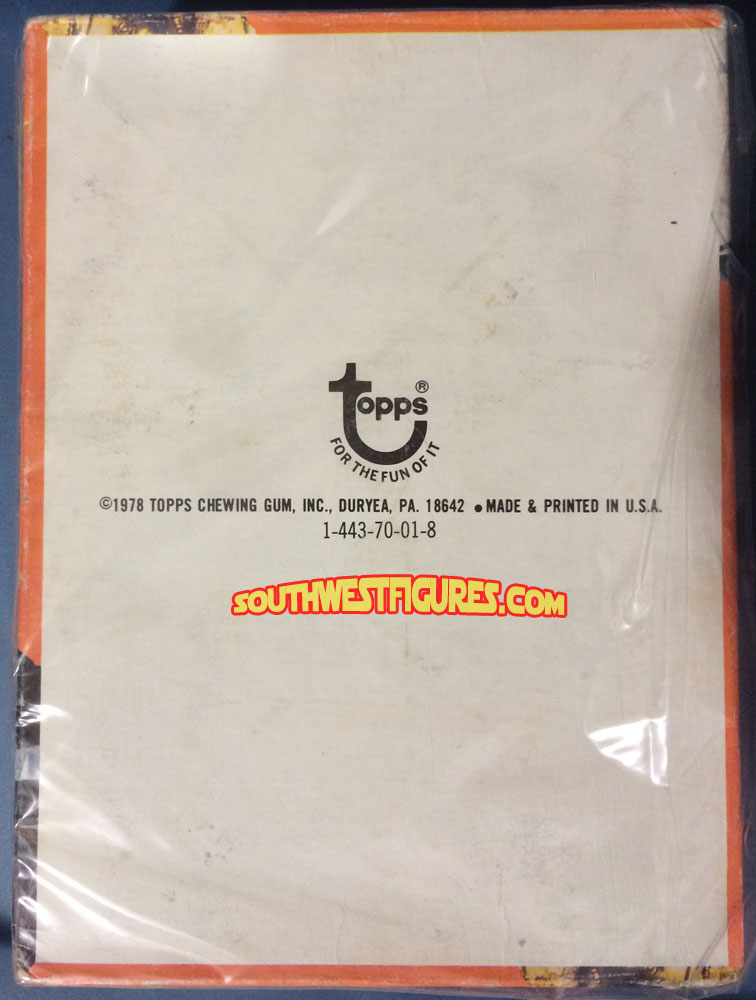 topps®
FOR THE FUN OF IT
©1978 TOPPS CHEWING GUM, INC., DURYEA, PA. 18642 • MADE & PRINTED IN U.S.A.
1-443-70-01-8
SOUTHWESTFIGURES.COM